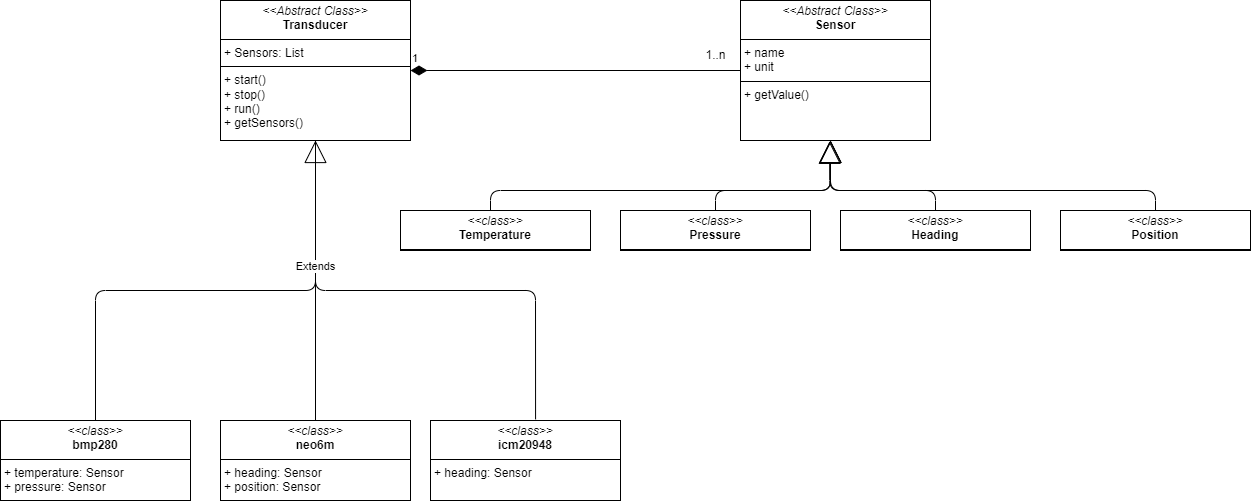 <<Abstract Class>>
Transducer
+ Sensors: List
+ start()
+ stop()
+ run()
+ getSensors()
1
1..n
<<Abstract Class>>
Sensor
+ name
+ unit
+ getValue()
<<class>>
Temperature
<<class>>
Pressure
<<class>>
Heading
<<class>>
Position
Extends
<<class>>
bmp280
+ temperature: Sensor
+ pressure: Sensor
<<class>>
neo6m
+ heading: Sensor
+ position: Sensor
<<class>>
icm20948
+ heading: Sensor